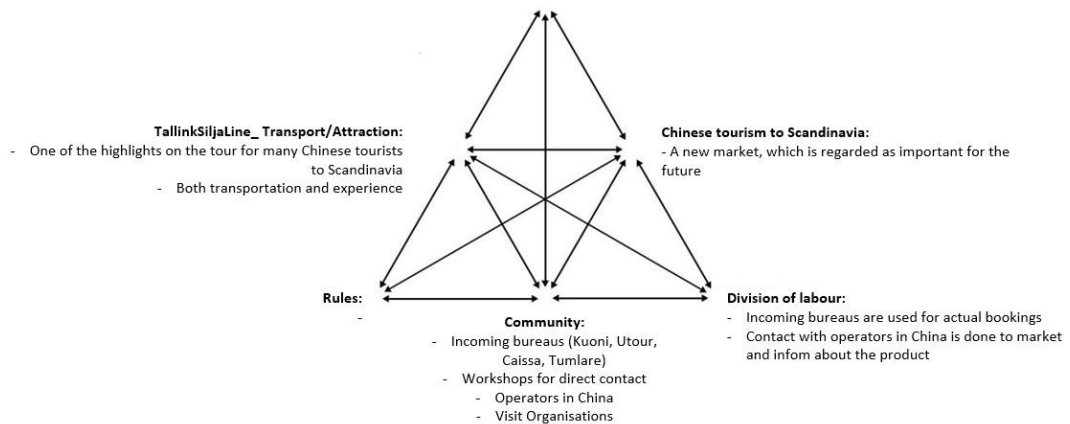 TallinkSiljaLine_ Transport/Attraction:
- One of the highlights on the tour for many Chinese tourists
to Scandinavia
- Both transportation and experience
Chinese tourism to Scandinavia:
- A new market, which is regarded as important for the
future
Rules:
-
Community:
- Incoming bureaus (Kuoni, Utour,
Caissa, Tumlare)
- Workshops for direct contact
- Operators in China
- Visit Organisations
Division of labour:
- Incoming bureaus are used for actual bookings
- Contact with operators in China is done to market
and infom about the product